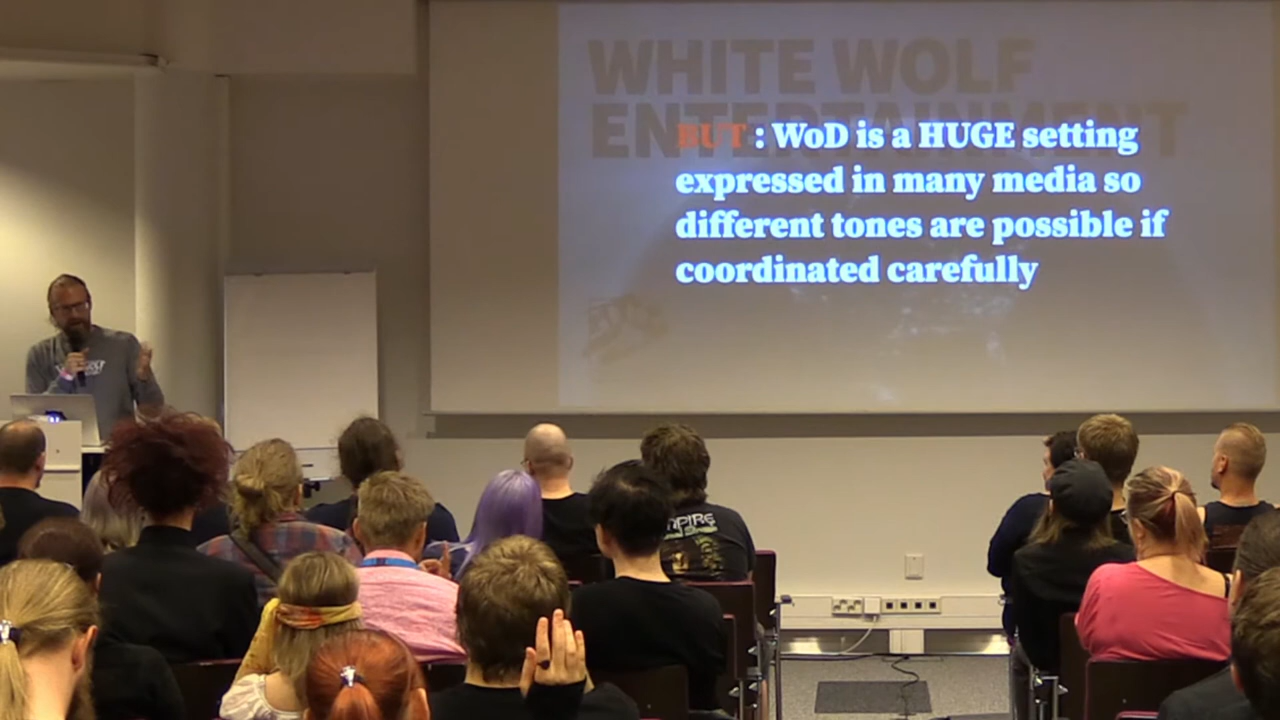 WHITE WOLF
ENTERTAINMENT
BUT : WoD is a HUGE setting
expressed in many media so
different tones are possible if
coordinated carefully